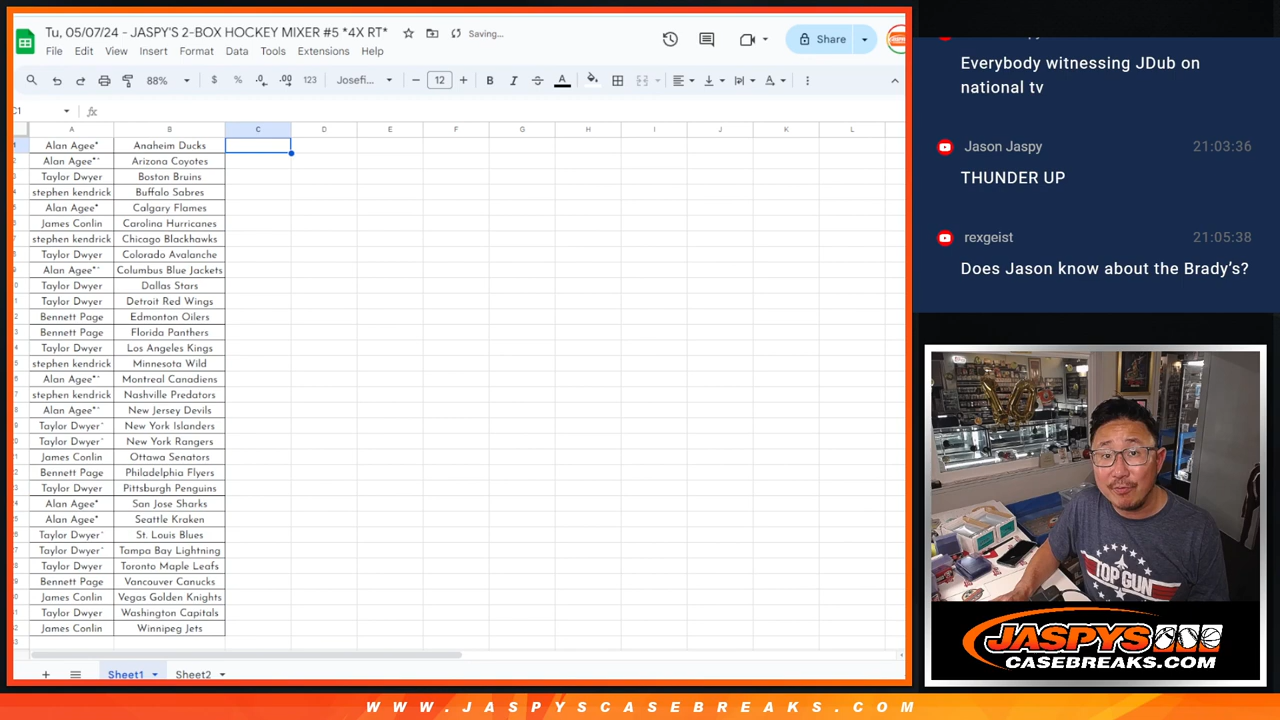 Tu, 05/07/24 - JASPY'S 2-BOX HOCKEY MIXER #5 *4X RT*
Saving...
File Edit View Insert Format Data Tools Extensions Help
Share
88% $ % .0 .00 123 Josefi... 12 B I A
C1 fx
A B C D E F G H I J K L
Alan Agee* Anaheim Ducks
Alan Agee*¨ Arizona Coyotes
Taylor Dwyer Boston Bruins
stephen kendrick Buffalo Sabres
Alan Agee* Calgary Flames
James Conlin Carolina Hurricanes
stephen kendrick Chicago Blackhawks
Taylor Dwyer Colorado Avalanche
Alan Agee*¨ Columbus Blue Jackets
Taylor Dwyer Dallas Stars
Taylor Dwyer Detroit Red Wings
Bennett Page Edmonton Oilers
Bennett Page Florida Panthers
Taylor Dwyer Los Angeles Kings
stephen kendrick Minnesota Wild
Alan Agee*¨ Montreal Canadiens
stephen kendrick Nashville Predators
Alan Agee*¨ New Jersey Devils
Taylor Dwyer¨ New York Islanders
Taylor Dwyer¨ New York Rangers
James Conlin Ottawa Senators
Bennett Page Philadelphia Flyers
Taylor Dwyer Pittsburgh Penguins
Alan Agee* San Jose Sharks
Alan Agee* Seattle Kraken
Taylor Dwyer¨ St. Louis Blues
Taylor Dwyer¨ Tampa Bay Lightning
Taylor Dwyer Toronto Maple Leafs
Bennett Page Vancouver Canucks
James Conlin Vegas Golden Knights
Taylor Dwyer Washington Capitals
James Conlin Winnipeg Jets
Sheet1 Sheet2
Everybody witnessing JDub on
national tv
Jason Jaspy 21:03:36
THUNDER UP
rexgeist 21:05:38
Does Jason know about the Brady's?
TOP GUN
JASPYS
CASEBREAKS.COM
WWW.JASPYSCASEBREAKS.COM